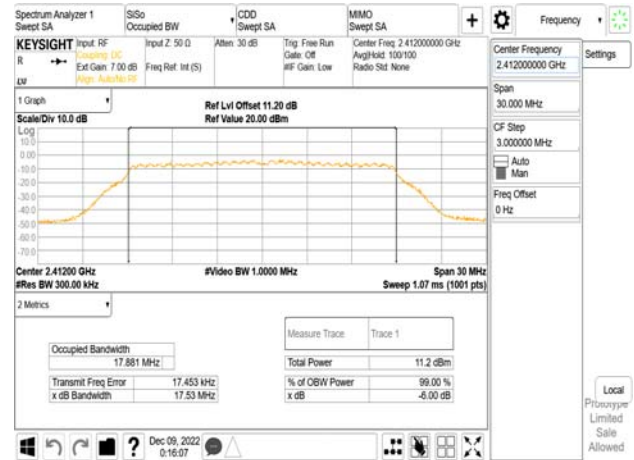 Spectrum Analyzer 1
Swept SA
SiSo
Occupied BW
CDD
Swept SA
MIMO
Swept SA
Frequency
KEYSIGHT
R
Input: RF
Coupling: DC
Ext Gain: 7.00 dB
Align: Auto/No RF
Input Z: 50 Ω
Freq Ref: Int (S)
Atten: 30 dB
Trig: Free Run
Gate: Off
#IF Gain: Low
Center Freq: 2.412000000 GHz
Avg|Hold: 100/100
Radio Std: None
Center Frequency
2.412000000 GHz
Settings
Span
30.000 MHz
CF Step
3.000000 MHz
Auto
Man
Freq Offset
0 Hz
1 Graph
Scale/Div 10.0 dB
Ref Lvl Offset 11.20 dB
Ref Value 20.00 dBm
Log
10.0
0.00
-10.0
-20.0
-30.0
-40.0
-50.0
-60.0
-70.0
Center 2.41200 GHz
#Res BW 300.00 kHz
#Video BW 1.0000 MHz
Span 30 MHz
Sweep 1.07 ms (1001 pts)
2 Metrics
Measure Trace
Trace 1
Occupied Bandwidth
17.881 MHz
Total Power
11.2 dBm
Transmit Freq Error
17.453 kHz
% of OBW Power
99.00 %
x dB Bandwidth
17.53 MHz
x dB
-6.00 dB
Local
Prototype
Limited
Sale
Allowed
?
Dec 09, 2022
0:16:07